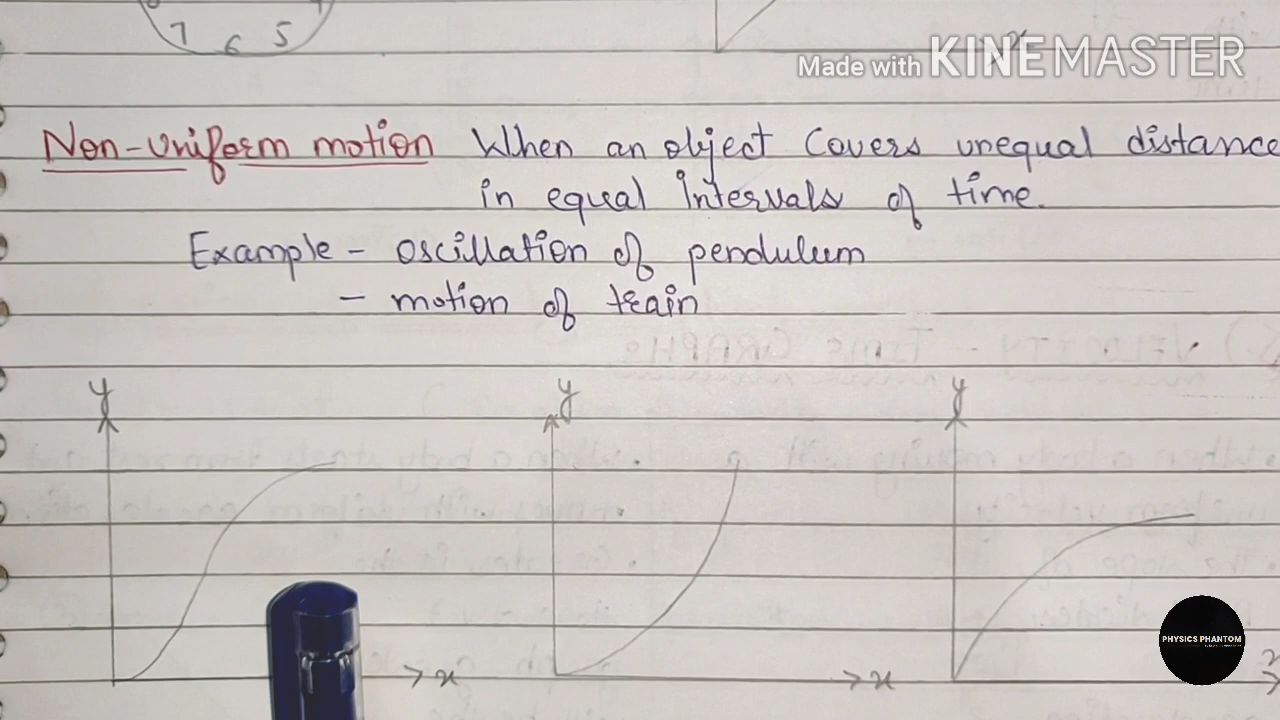 7 6 5
x
Made with KINEMASTER
Non-uniform motion When an object covers unequal distance
in equal intervals of time.
Example - oscillation of pendulum
- motion of train
y y y
x x x
PHYSICS PHANTOM